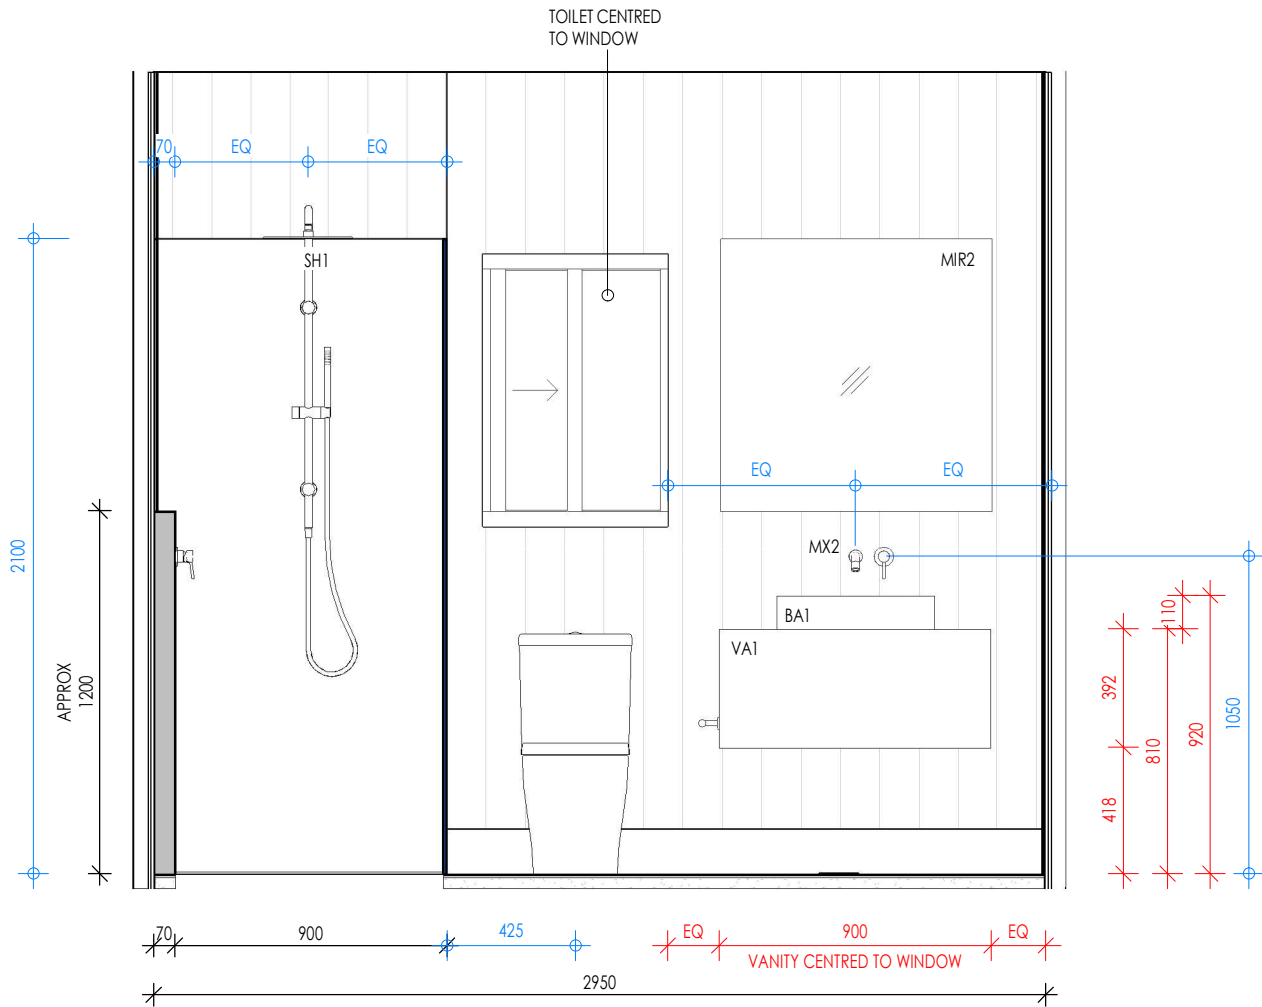 TOILET CENTRED
TO WINDOW
70
EQ
EQ
SH1
MIR2
EQ
EQ
2100
MX2
BA1
VA1
APPROX
1200
110
392
810
920
1050
418
70
900
425
EQ
900
EQ
VANITY CENTRED TO WINDOW
2950